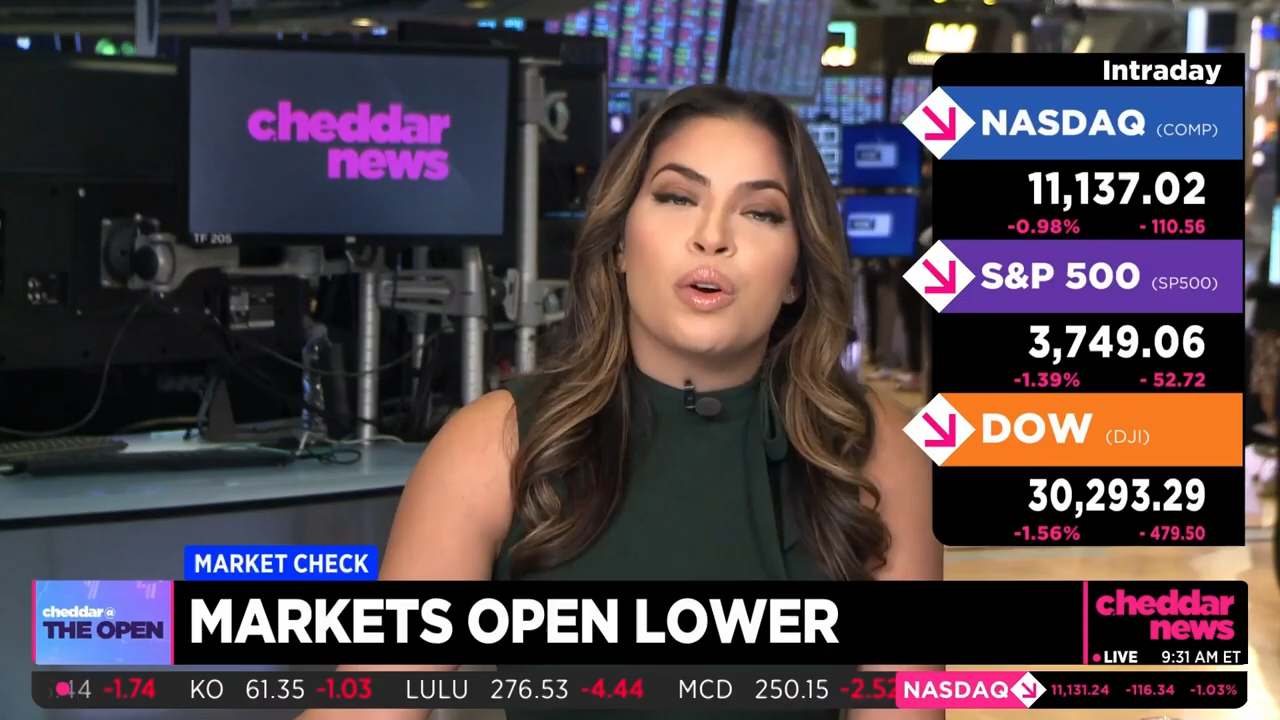 cheddar
news
TF 205
Intraday
NASDAQ (COMP)
11,137.02
-0.98% - 110.56
S&P 500 (SP500)
3,749.06
-1.39% - 52.72
DOW (DJI)
30,293.29
-1.56% - 479.50
MARKET CHECK
cheddar@
THE OPEN
MARKETS OPEN LOWER
cheddar
news
LIVE 9:31 AM ET
44 -1.74 KO 61.35 -1.03 LULU 276.53 -4.44 MCD 250.15 -2.52
NASDAQ 11,131.24 -116.34 -1.03%